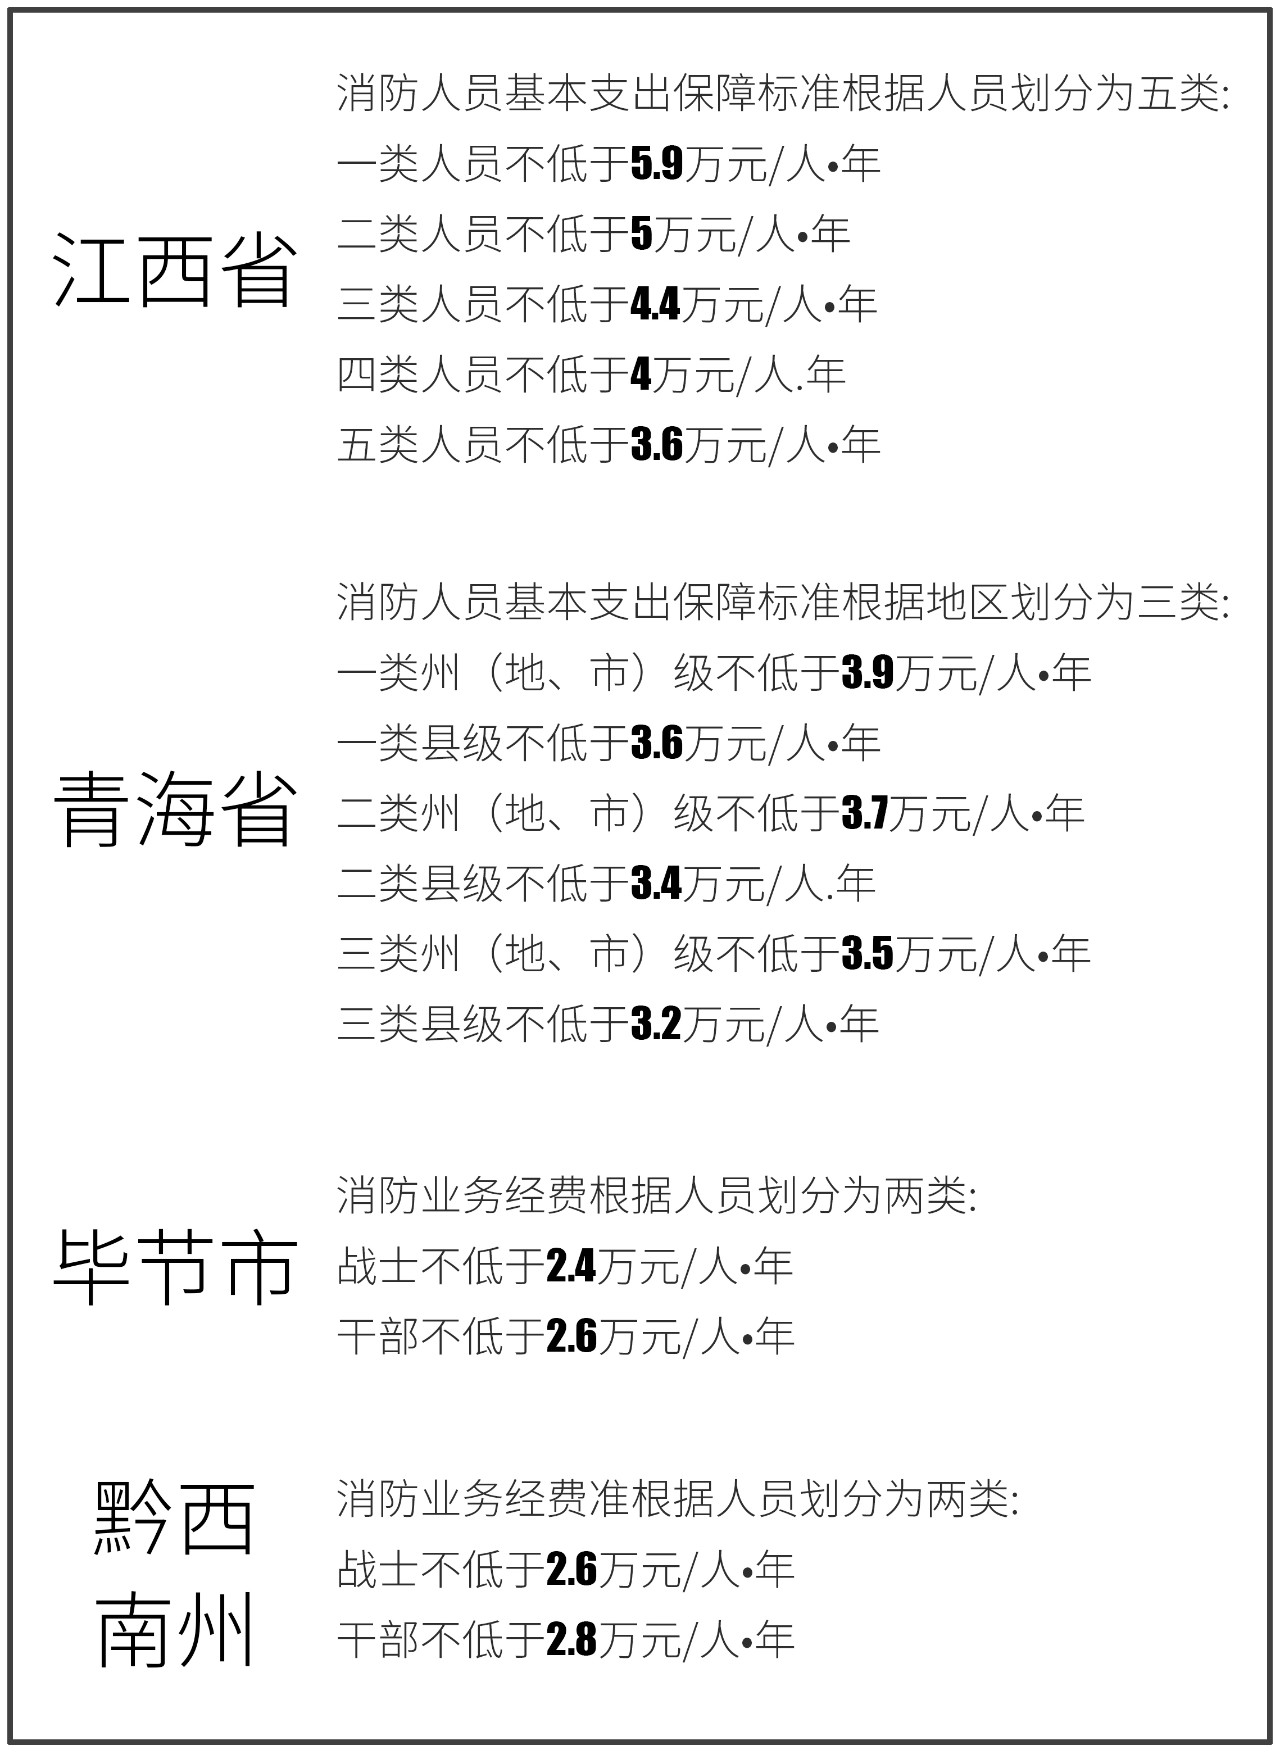 江西省
消防人员基本支出保障标准根据人员划分为五类:
一类人员不低于5.9万元/人•年
二类人员不低于5万元/人•年
三类人员不低于4.4万元/人•年
四类人员不低于4万元/人.年
五类人员不低于3.6万元/人•年
青海省
消防人员基本支出保障标准根据地区划分为三类:
一类州（地、市）级不低于3.9万元/人•年
一类县级不低于3.6万元/人•年
二类州（地、市）级不低于3.7万元/人•年
二类县级不低于3.4万元/人.年
三类州（地、市）级不低于3.5万元/人•年
三类县级不低于3.2万元/人•年
毕节市
消防业务经费根据人员划分为两类:
战士不低于2.4万元/人•年
干部不低于2.6万元/人•年
黔西
南州
消防业务经费准根据人员划分为两类:
战士不低于2.6万元/人•年
干部不低于2.8万元/人•年